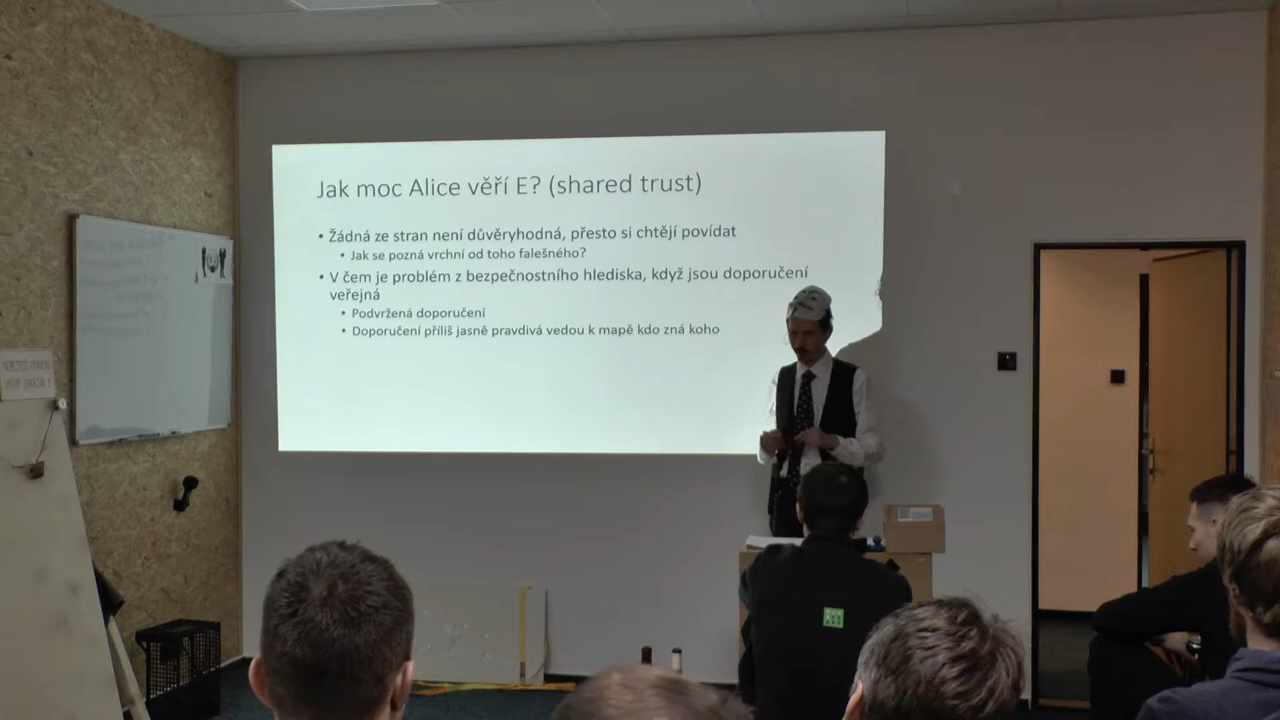 Jak moc Alice věří E? (shared trust)
• Žádná ze stran není důvěryhodná, přesto si chtějí povídat
• Jak se pozná vrchní od toho falešného?
• V čem je problém z bezpečnostního hlediska, když jsou doporučení
veřejná
• Podvržená doporučení
• Doporučení příliš jasně pravdivá vedou k mapě kdo zná koho